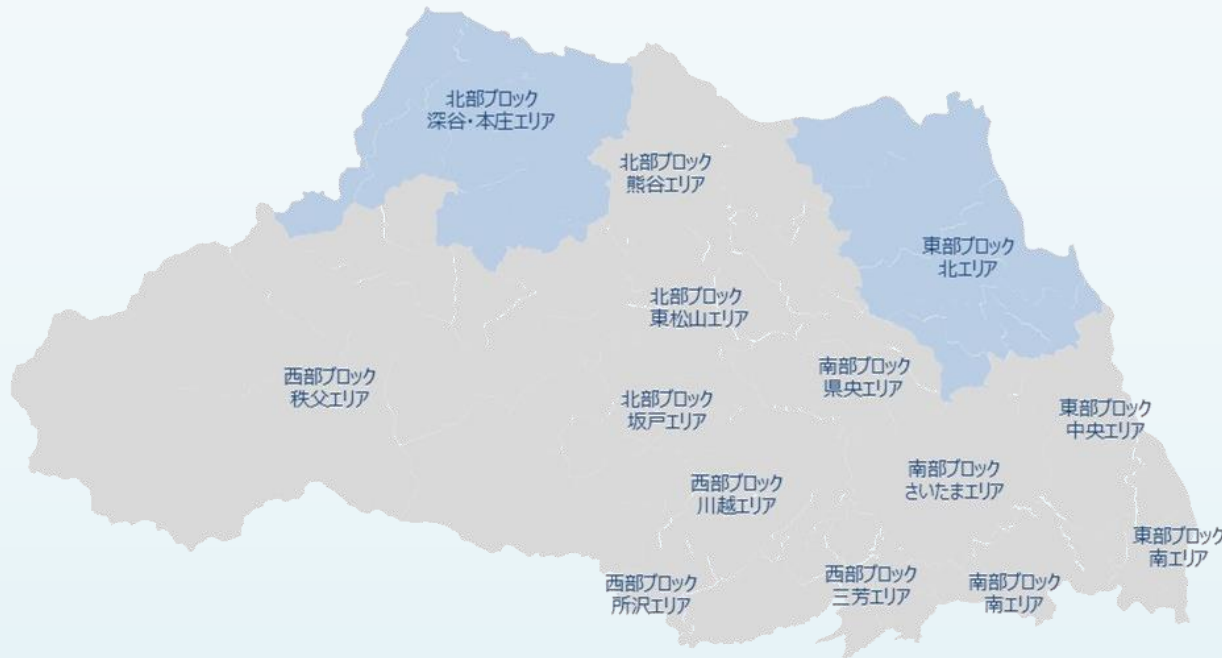 北部ブロック
深谷・本庄エリア
北部ブロック
熊谷エリア
東部ブロック
北エリア
北部ブロック
東松山エリア
西部ブロック
秩父エリア
南部ブロック
県央エリア
北部ブロック
坂戸エリア
東部ブロック
中央エリア
南部ブロック
さいたまエリア
西部ブロック
川越エリア
東部ブロック
南エリア
西部ブロック
所沢エリア
西部ブロック
三芳エリア
南部ブロック
南エリア